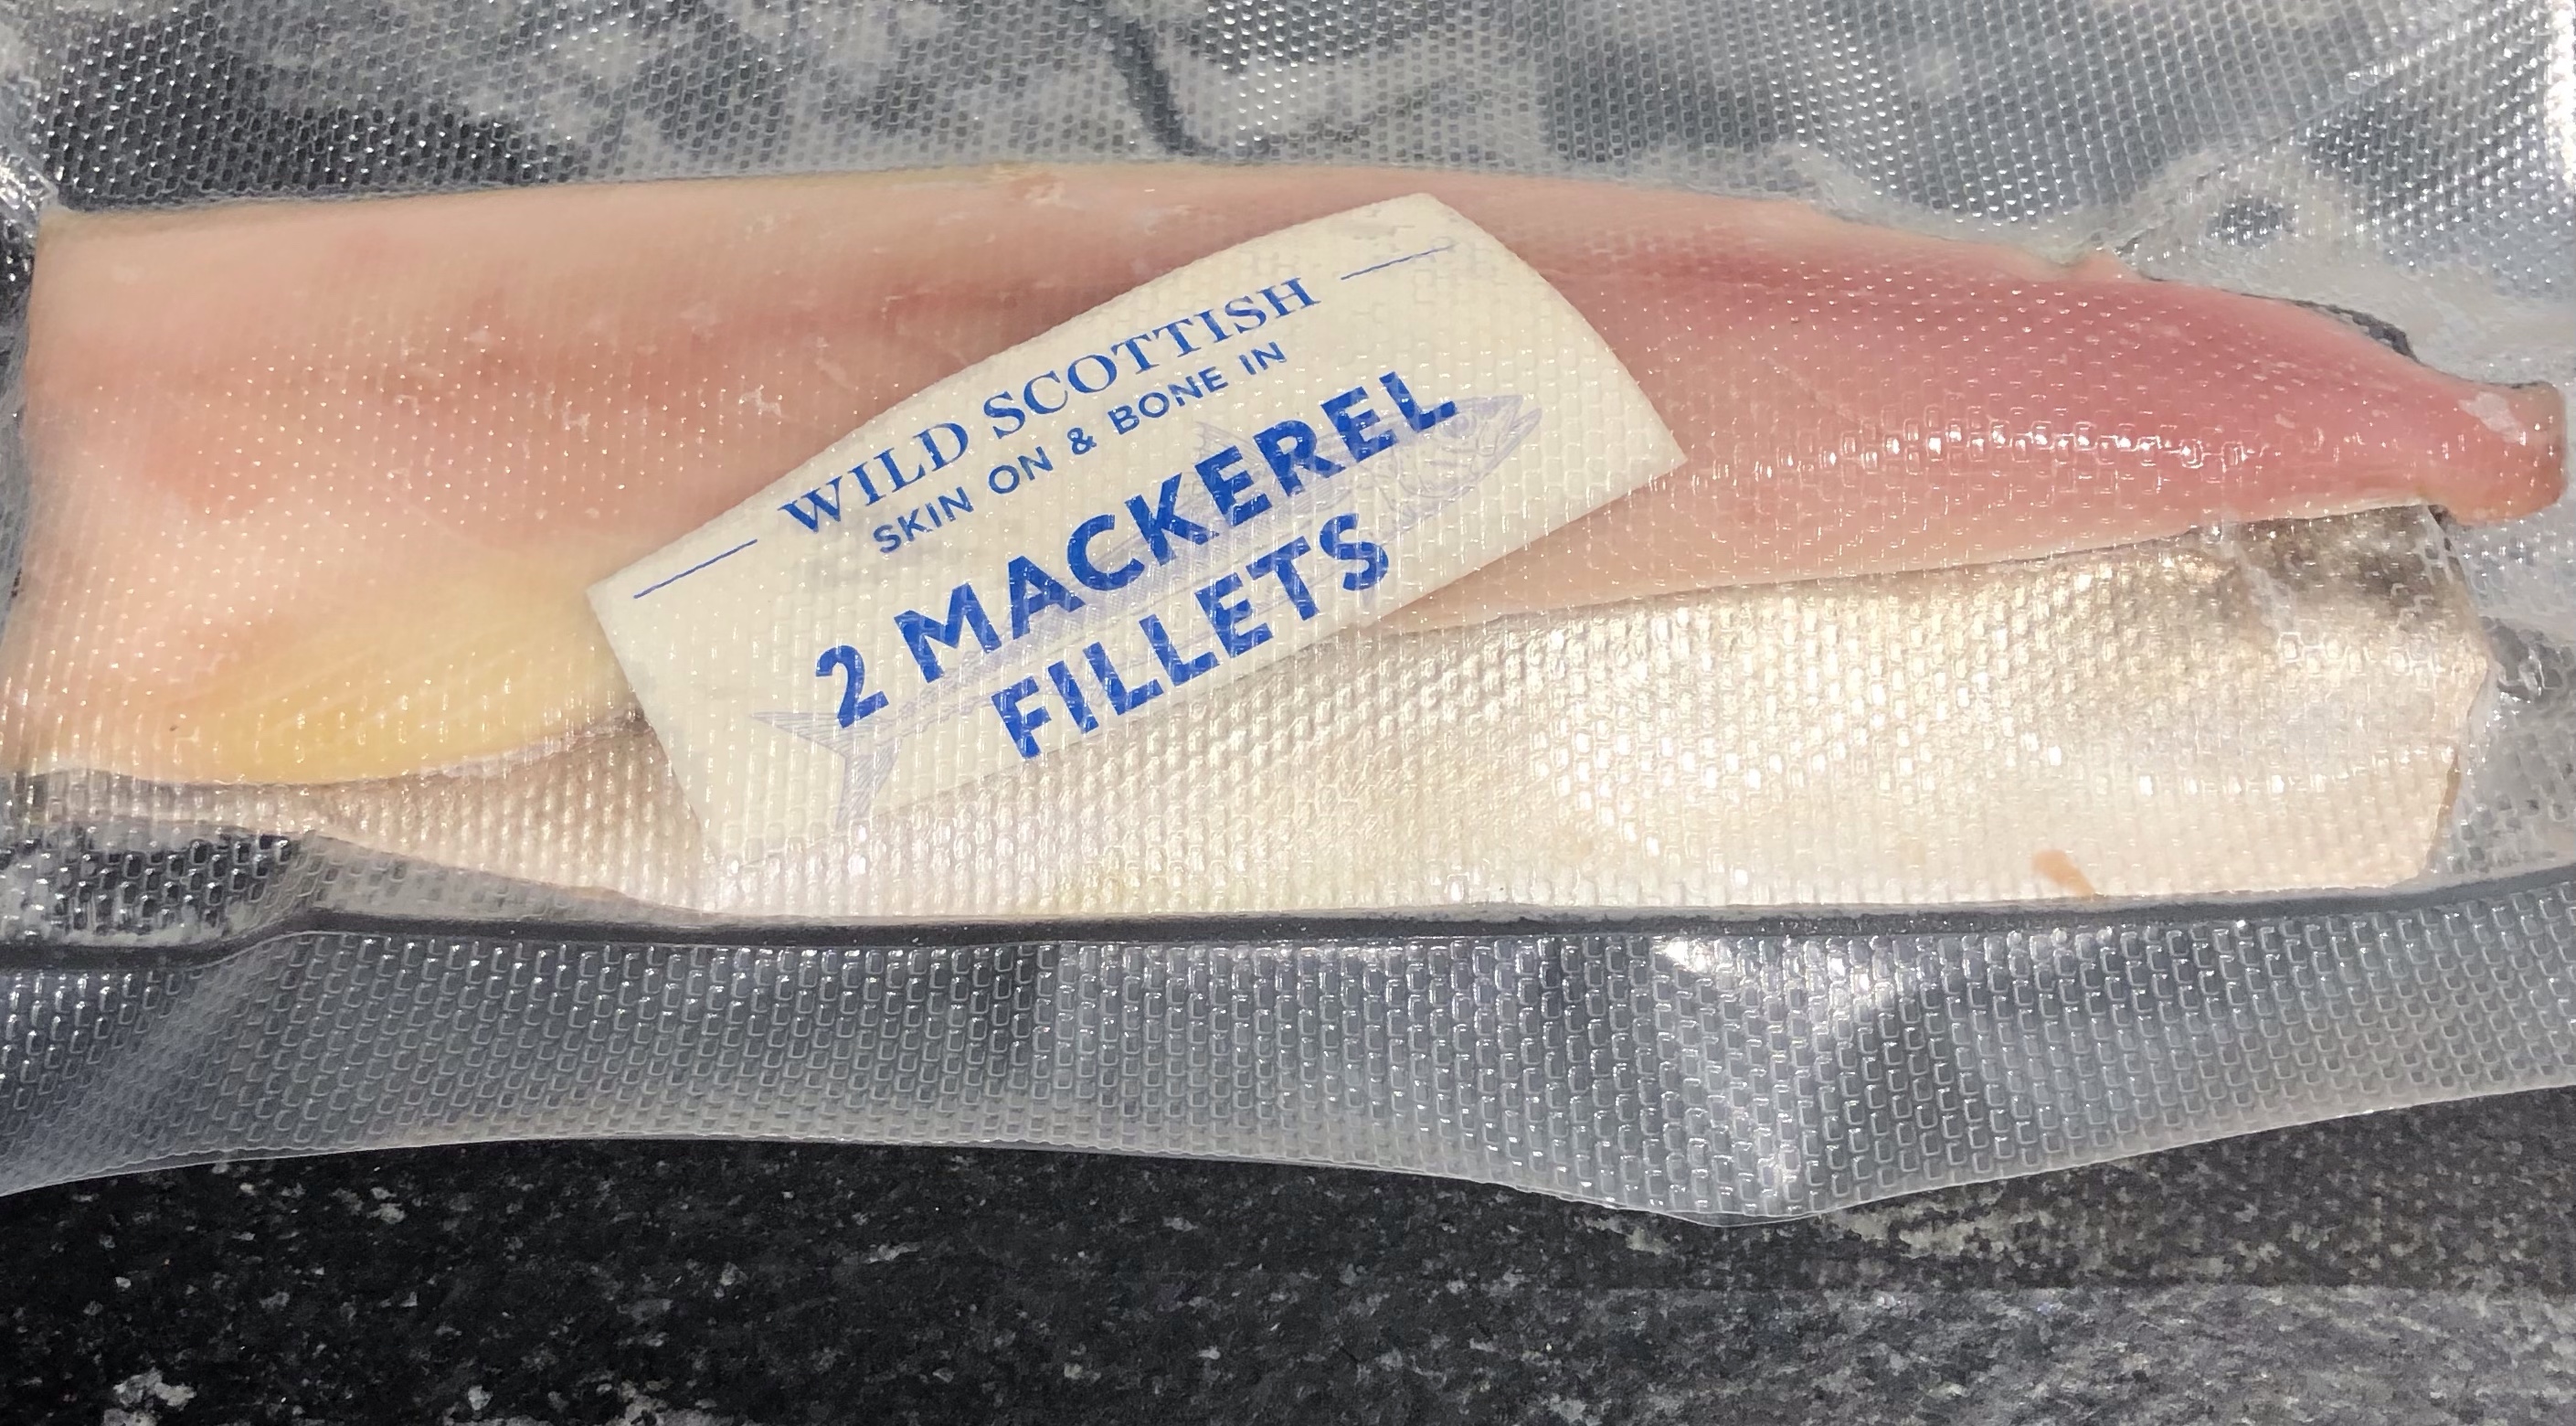 WILD SCOTTISH
SKIN ON & BONE IN
2 MACKEREL
FILLETS